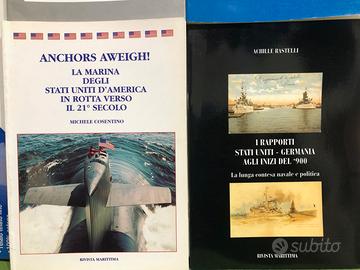 ANCHORS AWEIGH!
LA MARINA
DEGLI
STATI UNITI D'AMERICA
IN ROTTA VERSO
IL 21° SECOLO
MICHELE COSENTINO
RIVISTA MARITTIMA
ACHILLE RASTELLI
I RAPPORTI
STATI UNITI - GERMANIA
AGLI INIZI DEL '900
La lunga contesa navale e politica
RIVISTA MARITTIMA
subito